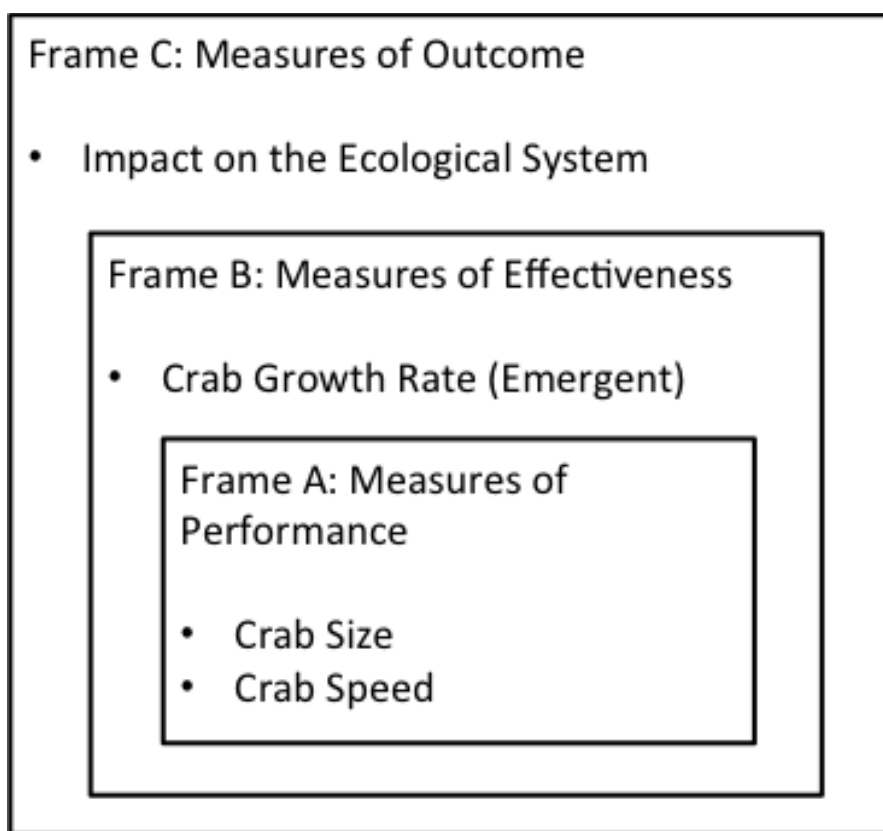 Frame C: Measures of Outcome
• Impact on the Ecological System
Frame B: Measures of Effectiveness
• Crab Growth Rate (Emergent)
Frame A: Measures of
Performance
• Crab Size
• Crab Speed